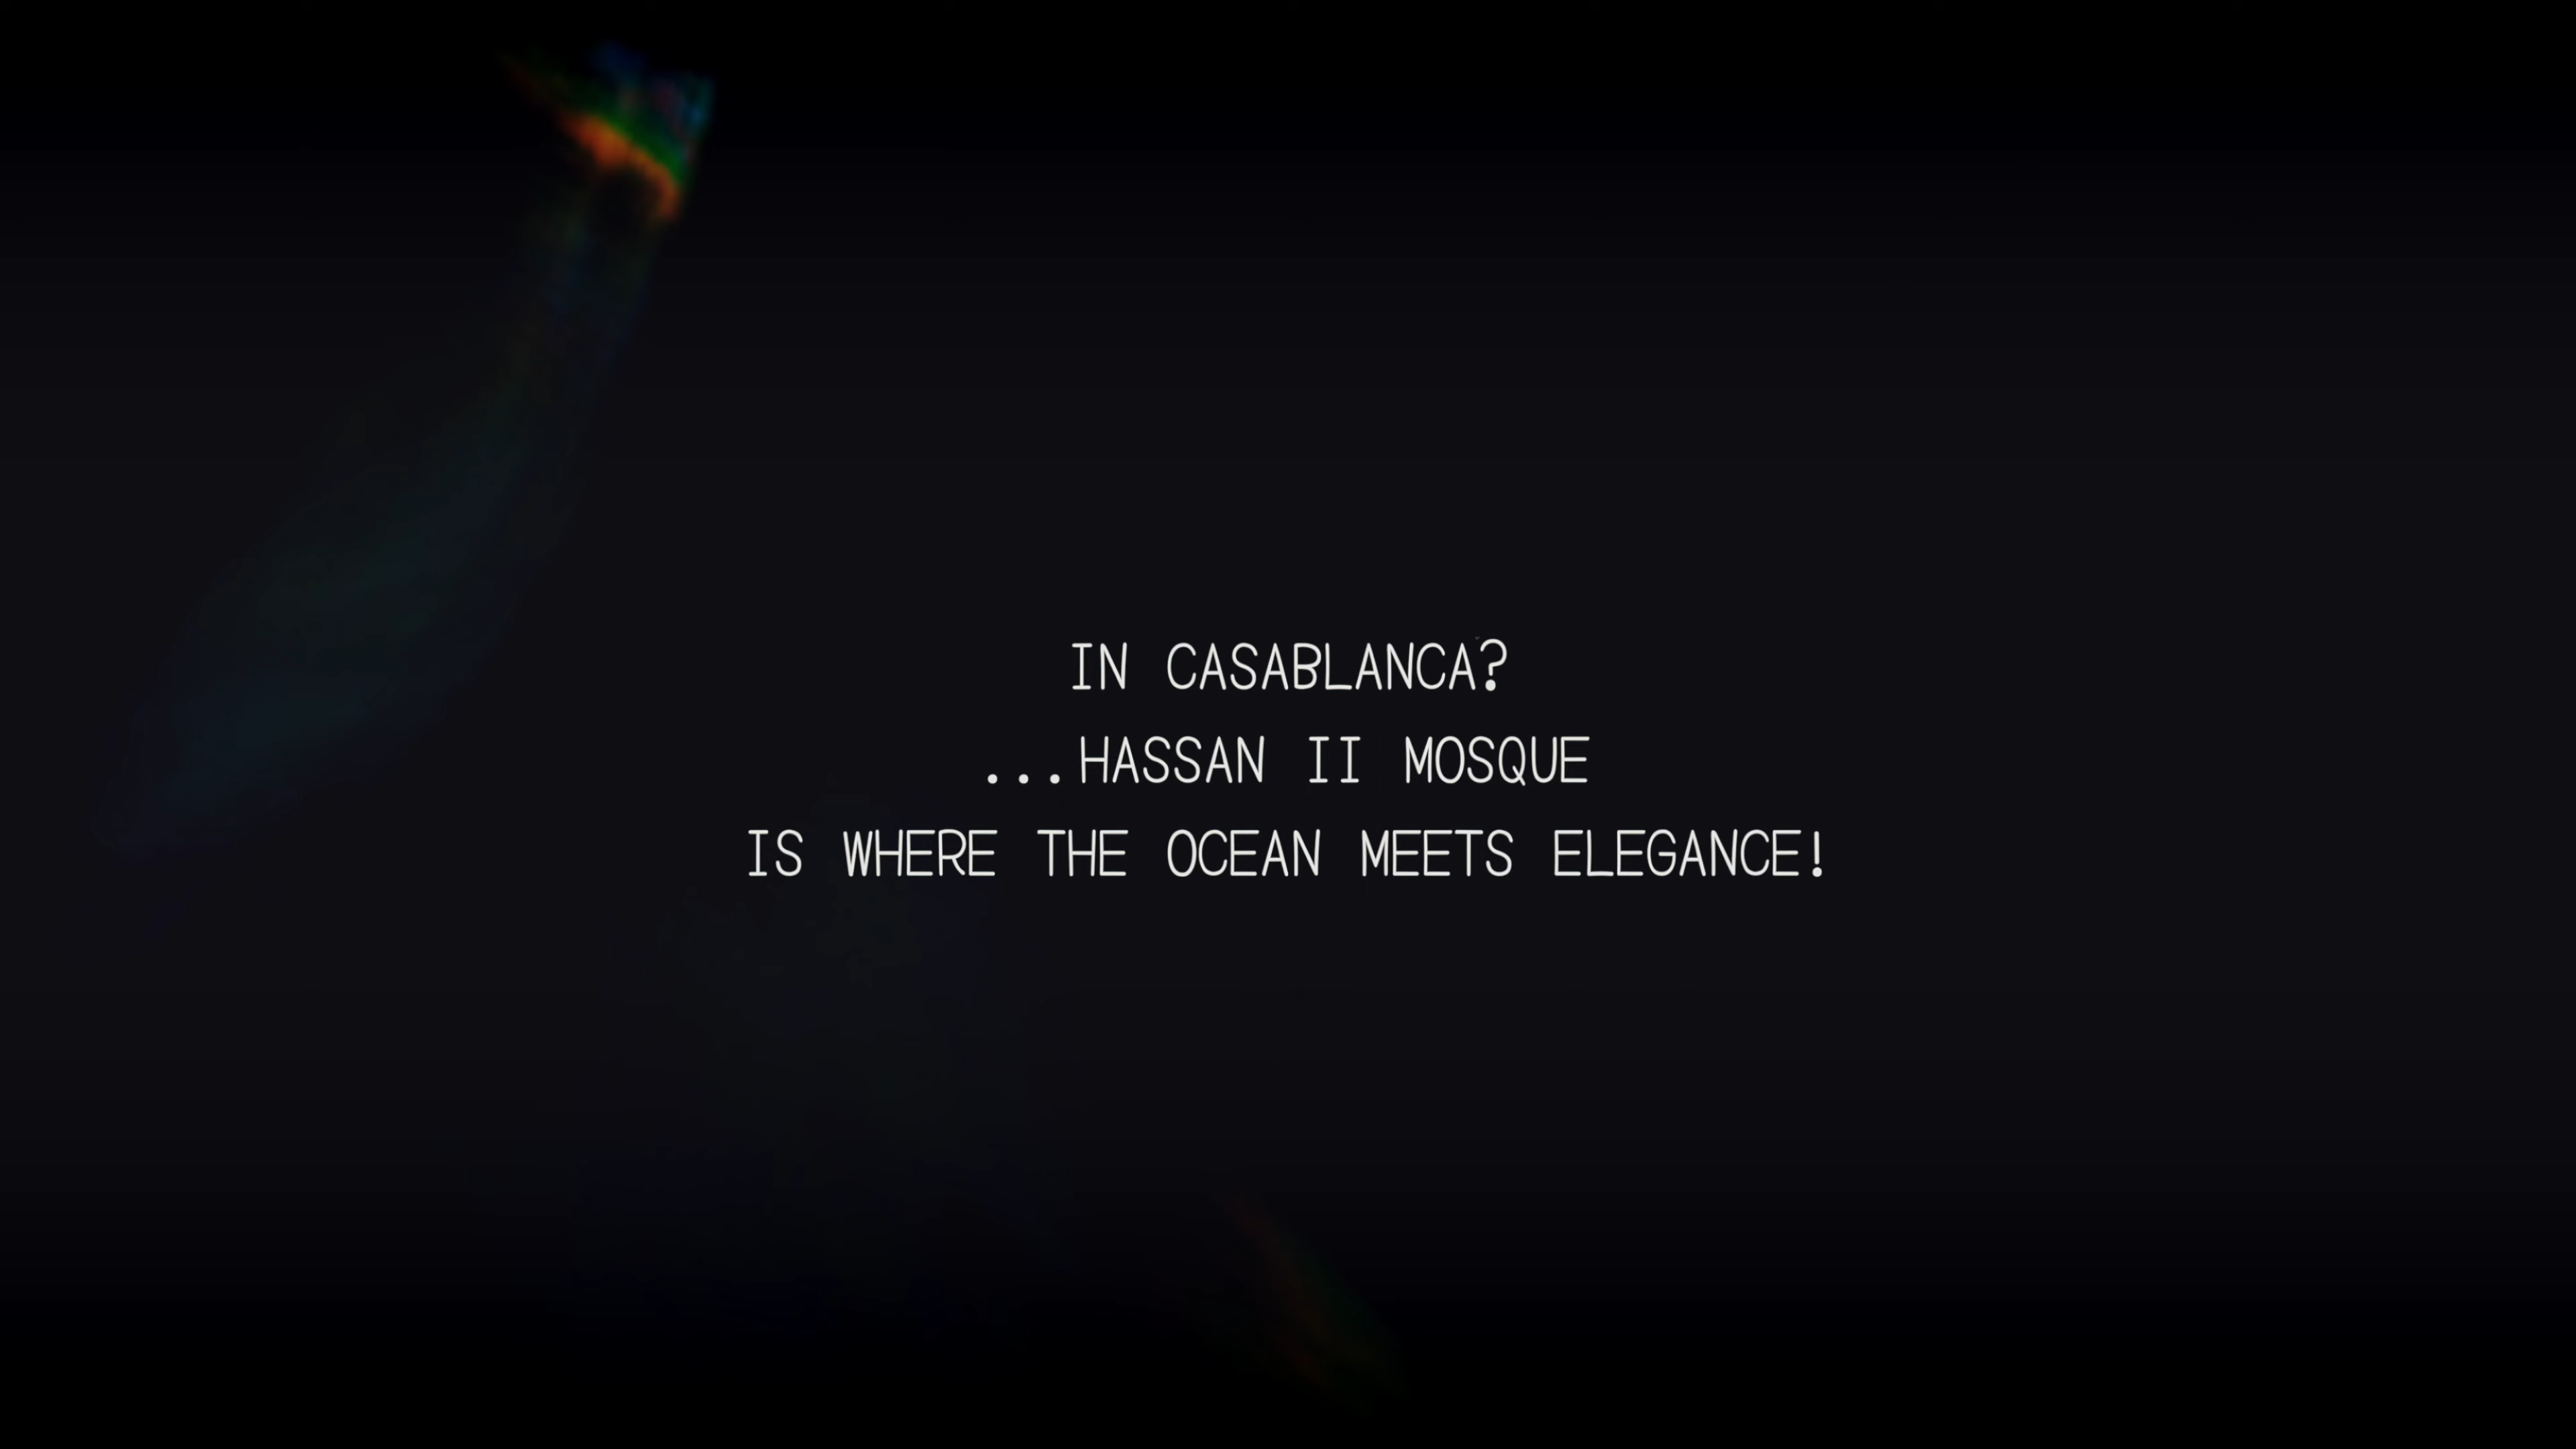 IN CASABLANCA?
...HASSAN II MOSQUE
IS WHERE THE OCEAN MEETS ELEGANCE!